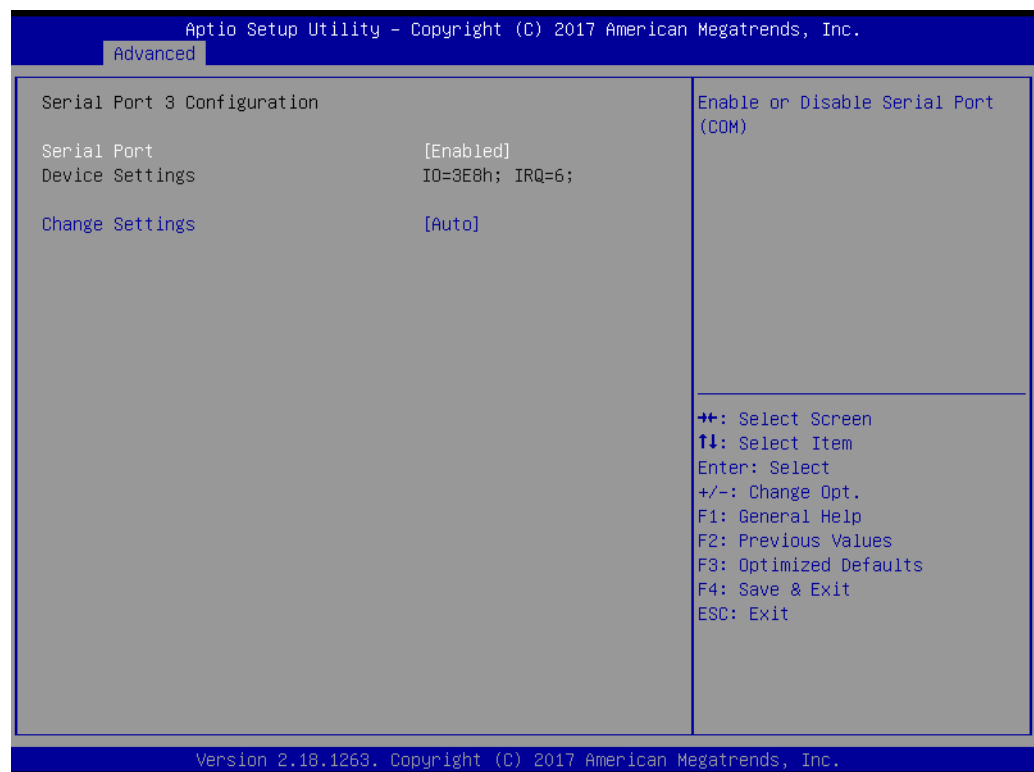 Aptio Setup Utility – Copyright (C) 2017 American Megatrends, Inc.
Advanced
Serial Port 3 Configuration
Serial Port [Enabled]
Device Settings IO=3E8h; IRQ=6;
Change Settings [Auto]
Enable or Disable Serial Port
(COM)
→←: Select Screen
↑↓: Select Item
Enter: Select
+/-: Change Opt.
F1: General Help
F2: Previous Values
F3: Optimized Defaults
F4: Save & Exit
ESC: Exit
Version 2.18.1263. Copyright (C) 2017 American Megatrends, Inc.